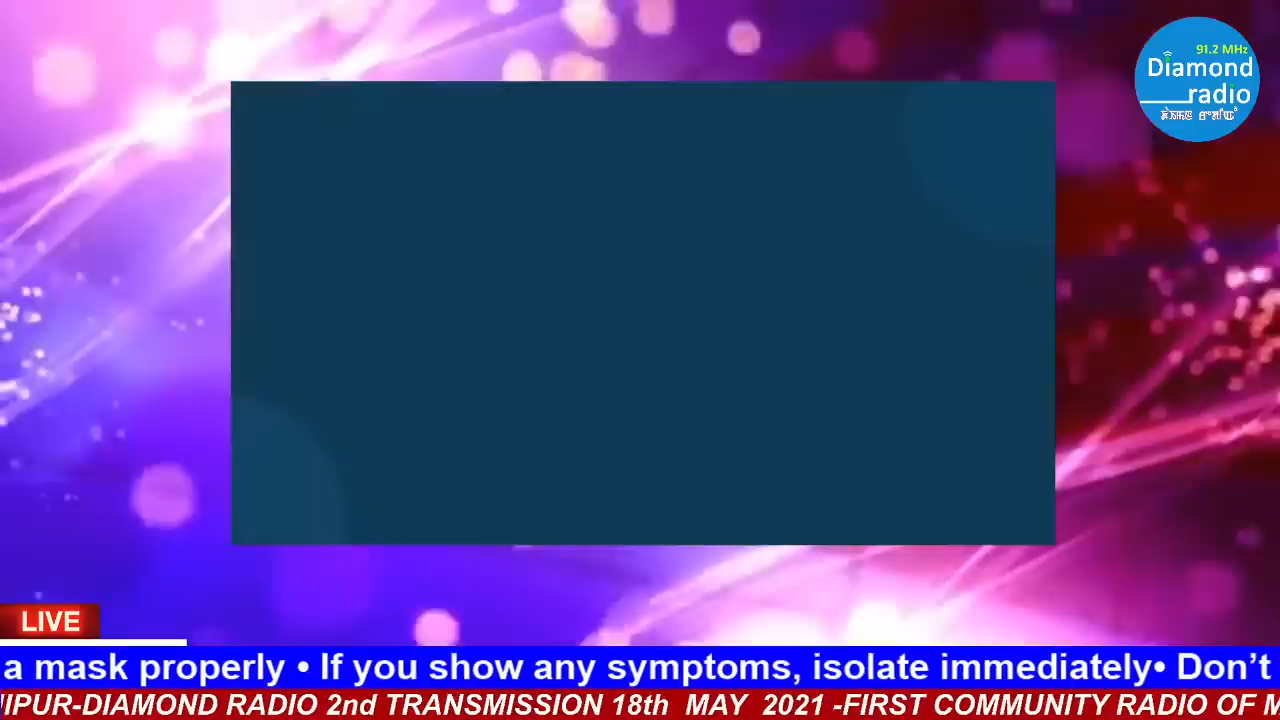 91.2 MHz
Diamond
radio
LIVE
a mask properly • If you show any symptoms, isolate immediately• Don’t
IPUR-DIAMOND RADIO 2nd TRANSMISSION 18th MAY 2021 -FIRST COMMUNITY RADIO OF M